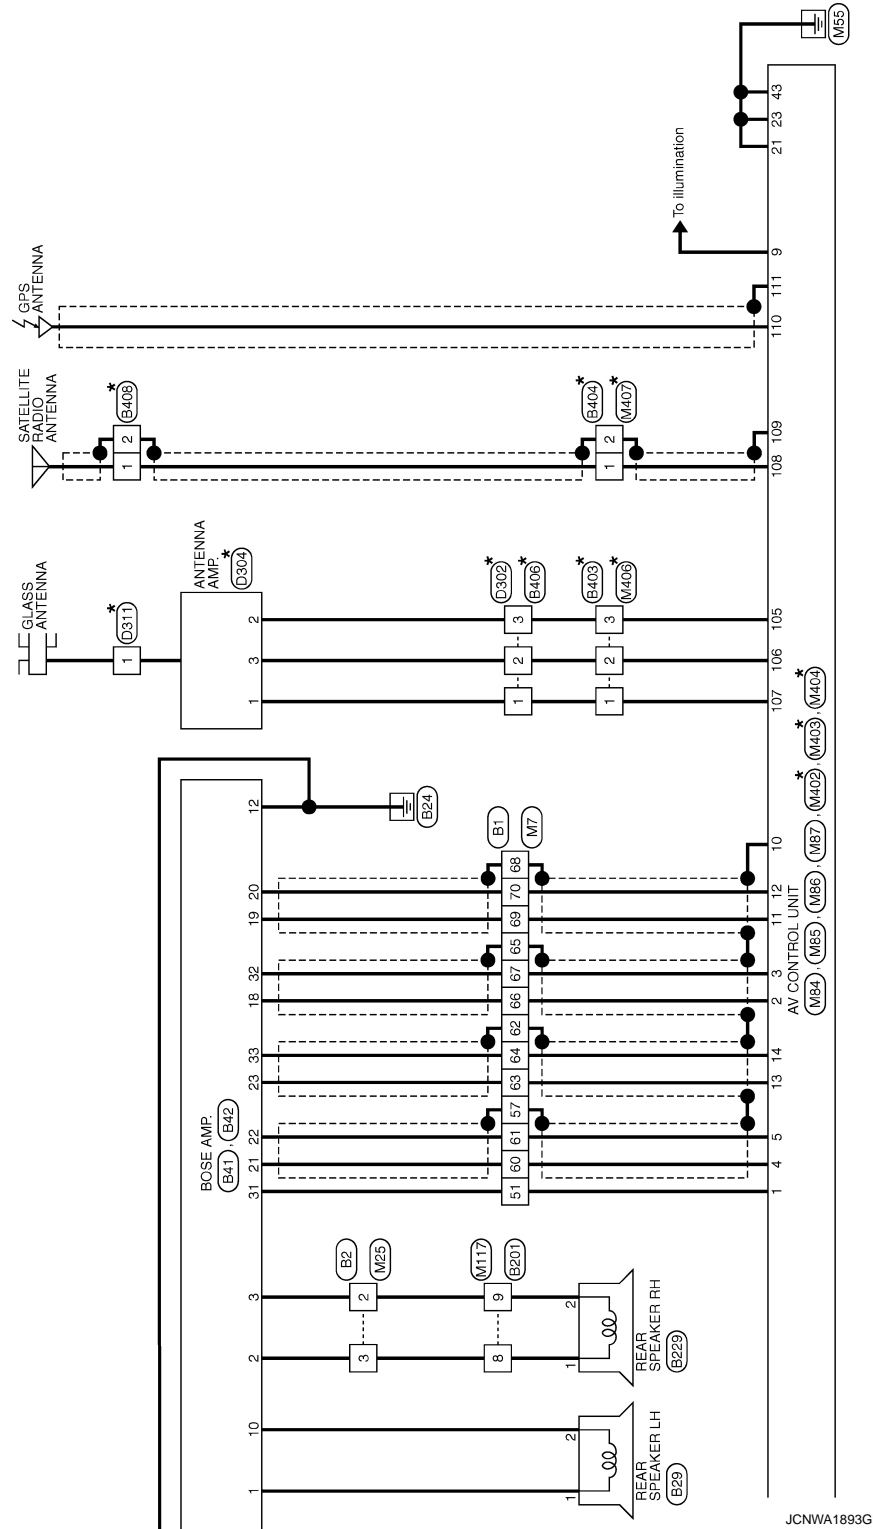 M55
43
23
21
To illumination
9
GPS
ANTENNA
111
110
SATELLITE
RADIO
ANTENNA
*
B408
2
1
*
B404
*
M407
2
1
109
108
GLASS
ANTENNA
*
D311
1
ANTENNA
AMP.
*
D304
2
3
1
*
D302
*
B406
3
2
1
*
B403
*
M406
3
2
1
105
106
107
12
B24
B1
M7
20
19
32
18
33
23
22
21
31
68
70
69
65
67
66
62
64
63
57
61
60
51
10
12
11
3
2
14
13
5
4
1
BOSE AMP.
B41 , B42
AV CONTROL UNIT
M84 , M85 , M86 , M87 , M402 * , M403 * , M404 *
3
2
B2
M25
2
3
M117
B201
9
8
2
1
REAR
SPEAKER RH
B229
10
1
2
1
REAR
SPEAKER LH
B29
JCNWA1893G